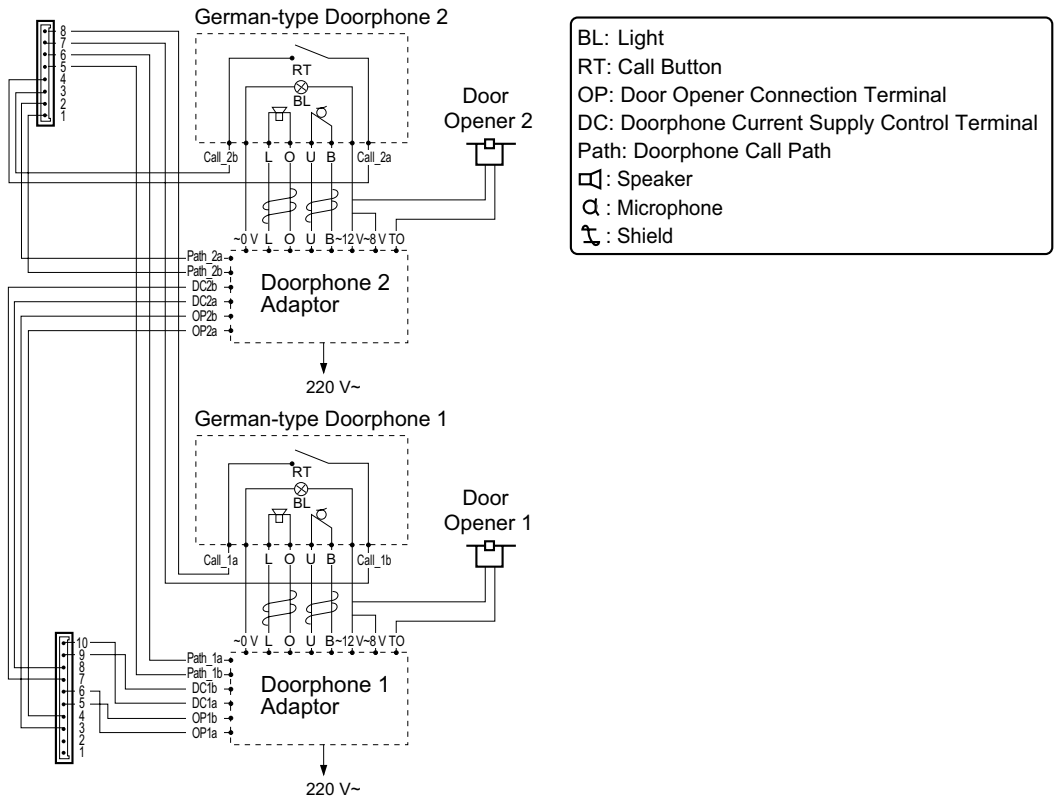 German-type Doorphone 2
8
7
6
5
4
3
2
1
RT
BL
Door
Opener 2
Call_2b L O U B Call_2a
~0 V L O U B ~12 V ~8 V TO
Path_2a
Path_2b
DC2b
DC2a
OP2b
OP2a
Doorphone 2
Adaptor
220 V~
German-type Doorphone 1
RT
BL
Door
Opener 1
Call_1a L O U B Call_1b
~0 V L O U B ~12 V ~8 V TO
10
9
8
7
6
5
4
3
2
1
Path_1a
Path_1b
DC1b
DC1a
OP1b
OP1a
Doorphone 1
Adaptor
220 V~
BL: Light
RT: Call Button
OP: Door Opener Connection Terminal
DC: Doorphone Current Supply Control Terminal
Path: Doorphone Call Path
: Speaker
: Microphone
: Shield